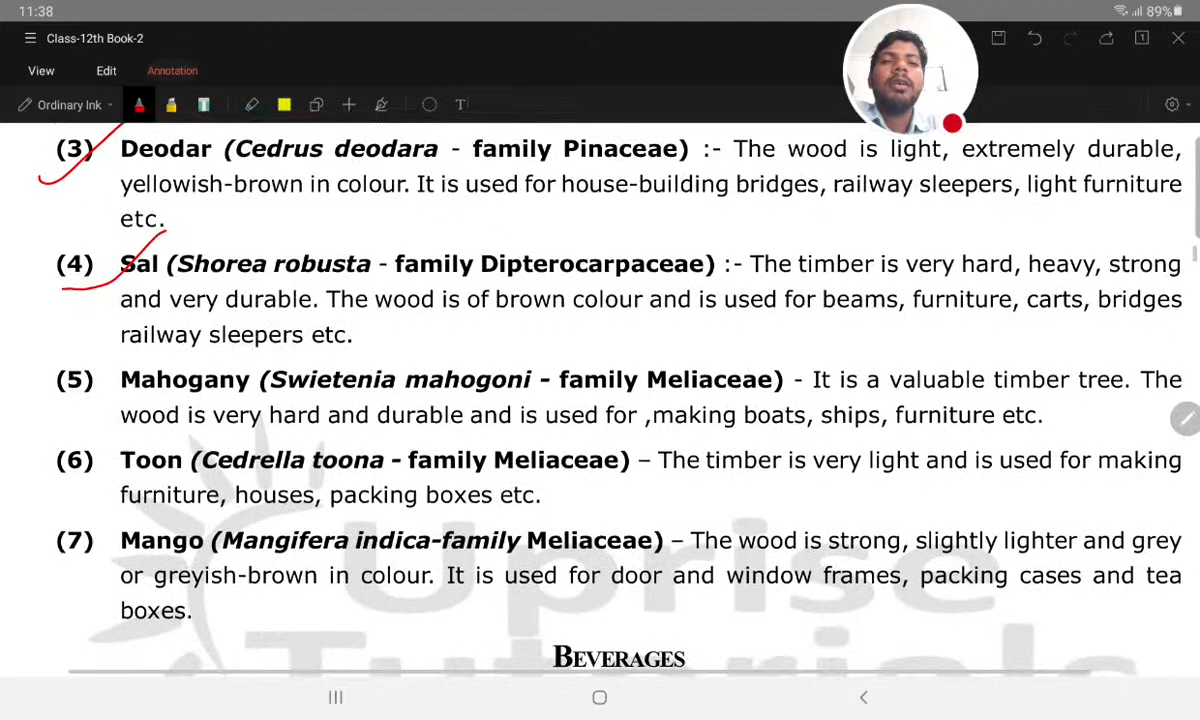 11:38
89%
Class-12th Book-2
1
View Edit Annotation
Ordinary Ink T
(3) Deodar (Cedrus deodara - family Pinaceae) :- The wood is light, extremely durable,
yellowish-brown in colour. It is used for house-building bridges, railway sleepers, light furniture
etc.
(4) Sal (Shorea robusta - family Dipterocarpaceae) :- The timber is very hard, heavy, strong
and very durable. The wood is of brown colour and is used for beams, furniture, carts, bridges
railway sleepers etc.
(5) Mahogany (Swietenia mahogoni - family Meliaceae) - It is a valuable timber tree. The
wood is very hard and durable and is used for ,making boats, ships, furniture etc.
(6) Toon (Cedrella toona - family Meliaceae) – The timber is very light and is used for making
furniture, houses, packing boxes etc.
(7) Mango (Mangifera indica-family Meliaceae) – The wood is strong, slightly lighter and grey
or greyish-brown in colour. It is used for door and window frames, packing cases and tea
boxes.
Uprise
Tutorials
BEVERAGES